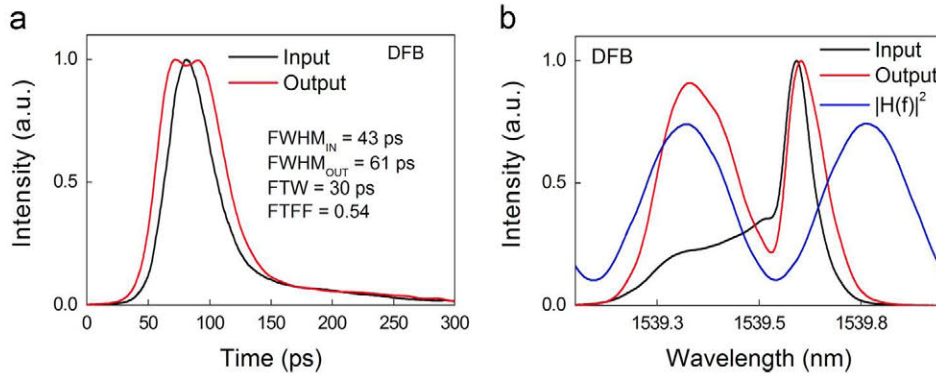 a
Input
Output
DFB
FWHM_IN = 43 ps
FWHM_OUT = 61 ps
FTW = 30 ps
FTFF = 0.54
Intensity (a.u.)
1.0
0.5
0.0
0 50 100 150 200 250 300
Time (ps)
b
DFB
Input
Output
|H(f)|²
Intensity (a.u.)
1.0
0.5
0.0
1539.3 1539.5 1539.8
Wavelength (nm)